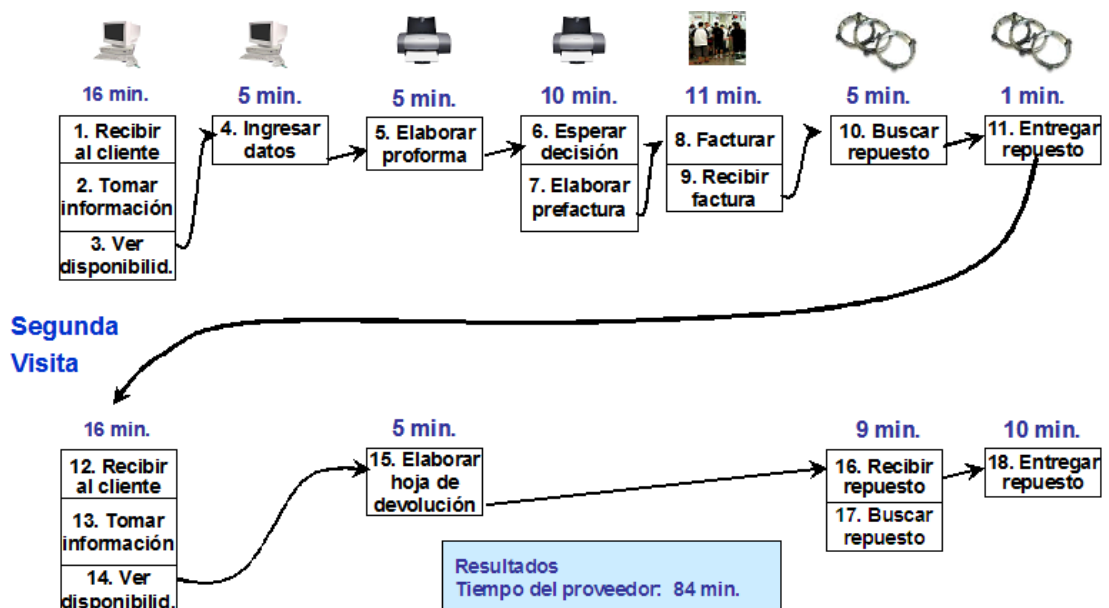 16 min.
5 min.
5 min.
10 min.
11 min.
5 min.
1 min.
1. Recibir
al cliente
2. Tomar
información
3. Ver
disponibilid.
4. Ingresar
datos
5. Elaborar
proforma
6. Esperar
decisión
7. Elaborar
prefactura
8. Facturar
9. Recibir
factura
10. Buscar
repuesto
11. Entregar
repuesto
Segunda
Visita
16 min.
5 min.
9 min.
10 min.
12. Recibir
al cliente
13. Tomar
información
14. Ver
disponibilid.
15. Elaborar
hoja de
devolución
16. Recibir
repuesto
17. Buscar
repuesto
18. Entregar
repuesto
Resultados
Tiempo del proveedor: 84 min.